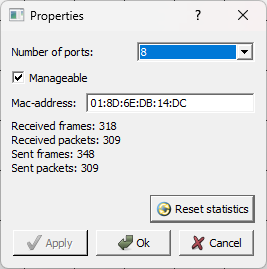 Properties
Number of ports: 8
Manageable
Mac-address: 01:8D:6E:DB:14:DC
Received frames: 318
Received packets: 309
Sent frames: 348
Sent packets: 309
Reset statistics
Apply Ok Cancel